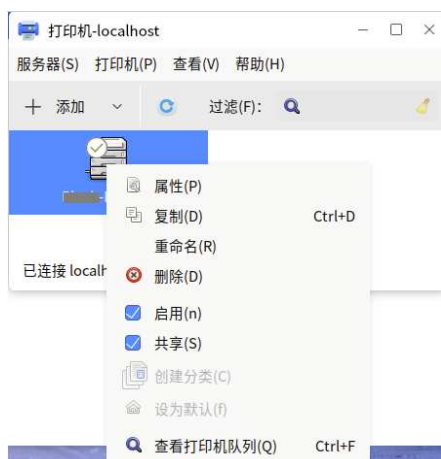 打印机-localhost
服务器(S) 打印机(P) 查看(V) 帮助(H)
添加 过滤(F):
属性(P)
复制(D) Ctrl+D
重命名(R)
已连接 localh
删除(D)
启用(n)
共享(S)
创建分类(C)
设为默认(f)
查看打印机队列(Q) Ctrl+F